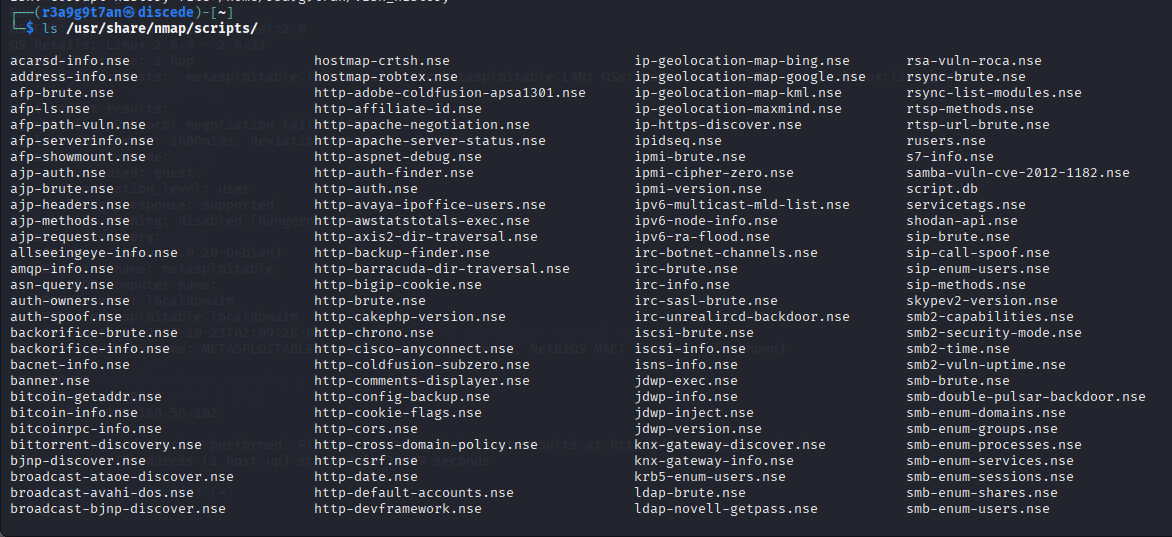 (r3a9g9t7an㉿discede)-[~]
$ ls /usr/share/nmap/scripts/
acarsd-info.nse hostmap-crtsh.nse ip-geolocation-map-bing.nse rsa-vuln-roca.nse
address-info.nse hostmap-robtex.nse ip-geolocation-map-google.nse rsync-brute.nse
afp-brute.nse http-adobe-coldfusion-apsa1301.nse ip-geolocation-map-kml.nse rsync-list-modules.nse
afp-ls.nse http-affiliate-id.nse ip-geolocation-maxmind.nse rtsp-methods.nse
afp-path-vuln.nse http-apache-negotiation.nse ip-https-discover.nse rtsp-url-brute.nse
afp-serverinfo.nse http-apache-server-status.nse ipidseq.nse rusers.nse
afp-showmount.nse http-aspnet-debug.nse ipmi-brute.nse s7-info.nse
ajp-auth.nse http-auth-finder.nse ipmi-cipher-zero.nse samba-vuln-cve-2012-1182.nse
ajp-brute.nse http-auth.nse ipmi-version.nse script.db
ajp-headers.nse http-avaya-ipoffice-users.nse ipv6-multicast-mld-list.nse servicetags.nse
ajp-methods.nse http-awstatstotals-exec.nse ipv6-node-info.nse shodan-api.nse
ajp-request.nse http-axis2-dir-traversal.nse ipv6-ra-flood.nse sip-brute.nse
allseeingeye-info.nse http-backup-finder.nse irc-botnet-channels.nse sip-call-spoof.nse
amqp-info.nse http-barracuda-dir-traversal.nse irc-brute.nse sip-enum-users.nse
asn-query.nse http-bigip-cookie.nse irc-info.nse sip-methods.nse
auth-owners.nse http-brute.nse irc-sasl-brute.nse skypev2-version.nse
auth-spoof.nse http-cakephp-version.nse irc-unrealircd-backdoor.nse smb2-capabilities.nse
backorifice-brute.nse http-chrono.nse iscsi-brute.nse smb2-security-mode.nse
backorifice-info.nse http-cisco-anyconnect.nse iscsi-info.nse smb2-time.nse
bacnet-info.nse http-coldfusion-subzero.nse isns-info.nse smb2-vuln-uptime.nse
banner.nse http-comments-displayer.nse jdwp-exec.nse smb-brute.nse
bitcoin-getaddr.nse http-config-backup.nse jdwp-info.nse smb-double-pulsar-backdoor.nse
bitcoin-info.nse http-cookie-flags.nse jdwp-inject.nse smb-enum-domains.nse
bitcoinrpc-info.nse http-cors.nse jdwp-version.nse smb-enum-groups.nse
bittorrent-discovery.nse http-cross-domain-policy.nse knx-gateway-discover.nse smb-enum-processes.nse
bjnp-discover.nse http-csrf.nse knx-gateway-info.nse smb-enum-services.nse
broadcast-ataoe-discover.nse http-date.nse krb5-enum-users.nse smb-enum-sessions.nse
broadcast-avahi-dos.nse http-default-accounts.nse ldap-brute.nse smb-enum-shares.nse
broadcast-bjnp-discover.nse http-devframework.nse ldap-novell-getpass.nse smb-enum-users.nse